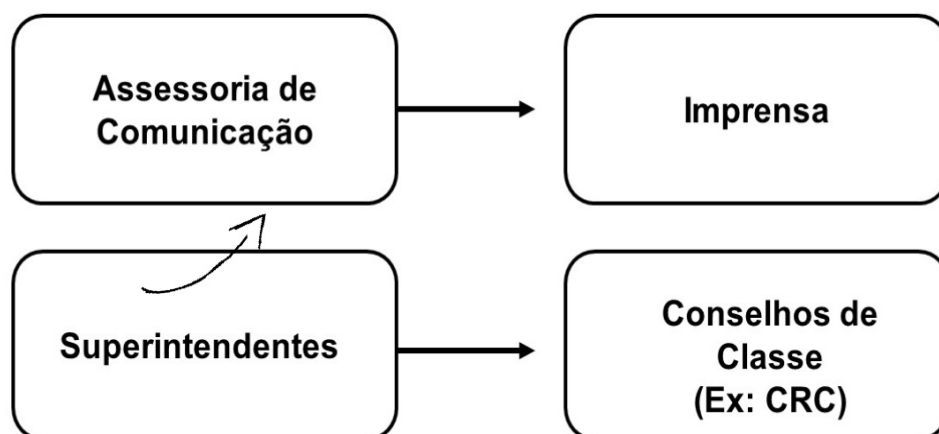 Assessoria de
Comunicação
Imprensa
Superintendentes
Conselhos de
Classe
(Ex: CRC)